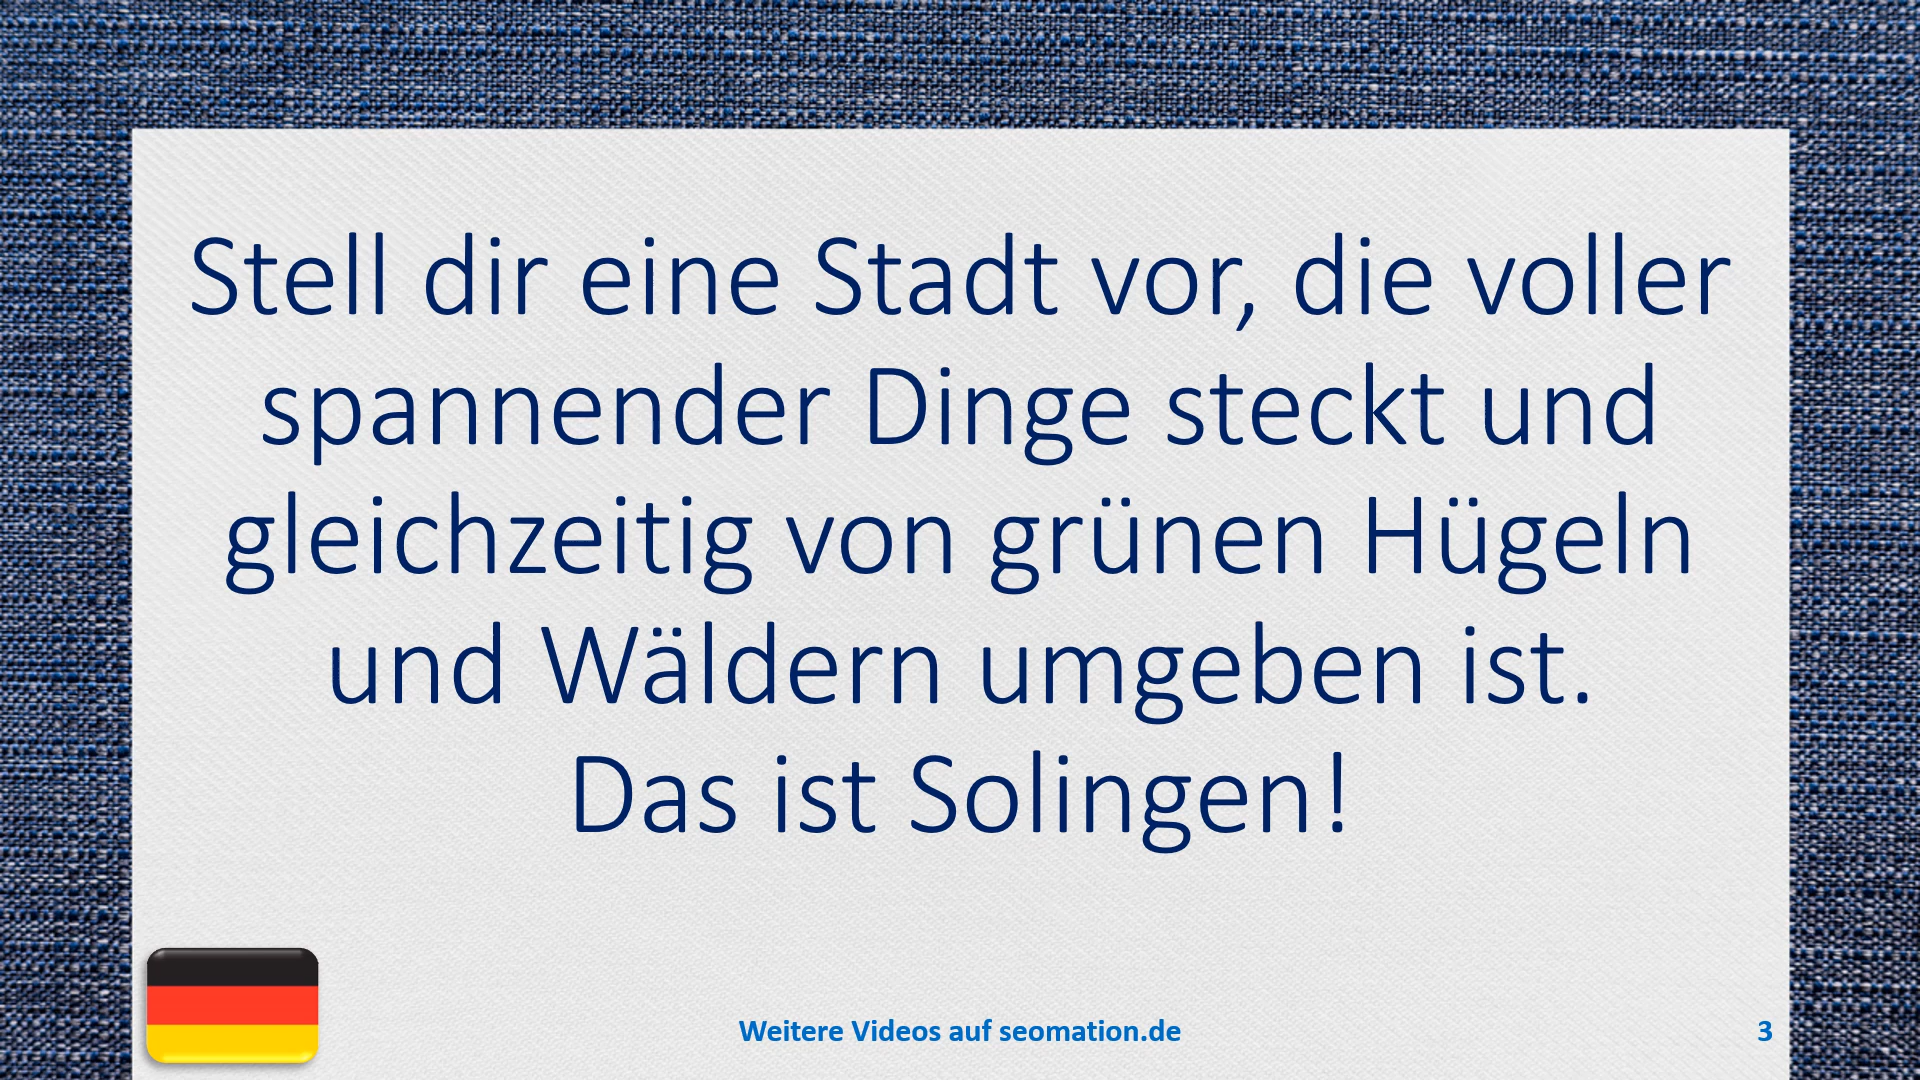 Stell dir eine Stadt vor, die voller
spannender Dinge steckt und
gleichzeitig von grünen Hügeln
und Wäldern umgeben ist.
Das ist Solingen!
Weitere Videos auf seomation.de
3